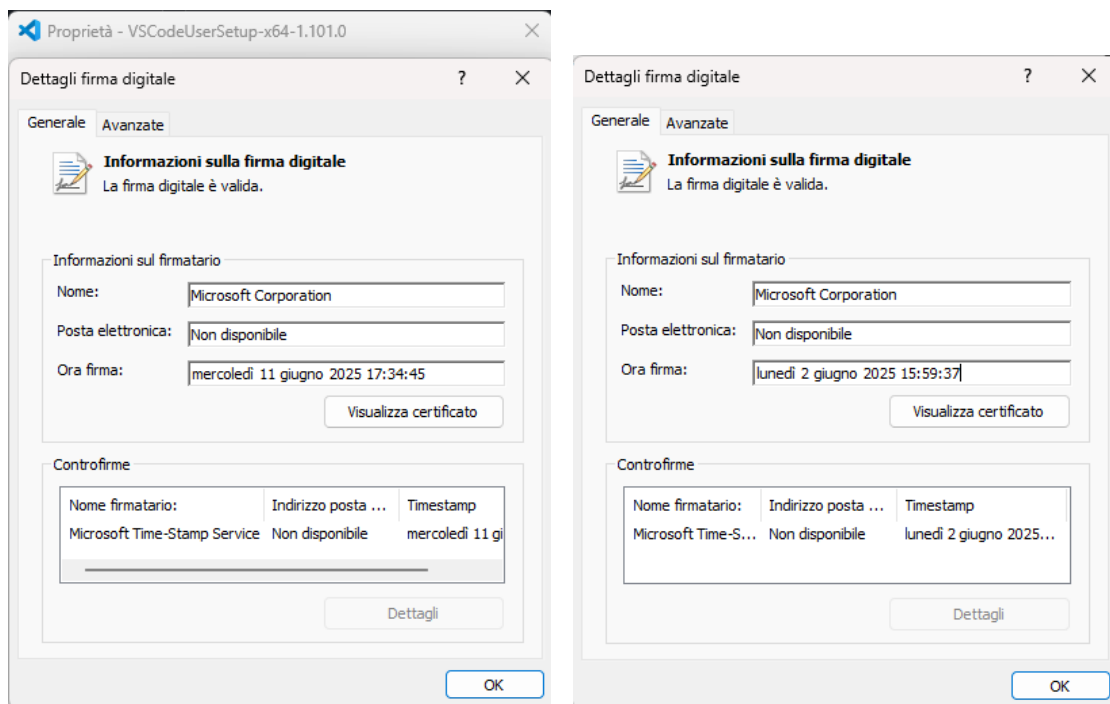 Proprietà - VSCodeUserSetup-x64-1.101.0
Dettagli firma digitale ?
Generale Avanzate
Informazioni sulla firma digitale
La firma digitale è valida.
Informazioni sul firmatario
Nome: Microsoft Corporation
Posta elettronica: Non disponibile
Ora firma: mercoledì 11 giugno 2025 17:34:45
Visualizza certificato
Controfirme
Nome firmatario: Indirizzo posta ... Timestamp
Microsoft Time-Stamp Service Non disponibile mercoledì 11 gi
Dettagli
OK
Dettagli firma digitale ?
Generale Avanzate
Informazioni sulla firma digitale
La firma digitale è valida.
Informazioni sul firmatario
Nome: Microsoft Corporation
Posta elettronica: Non disponibile
Ora firma: lunedì 2 giugno 2025 15:59:37
Visualizza certificato
Controfirme
Nome firmatario: Indirizzo posta ... Timestamp
Microsoft Time-S... Non disponibile lunedì 2 giugno 2025...
Dettagli
OK